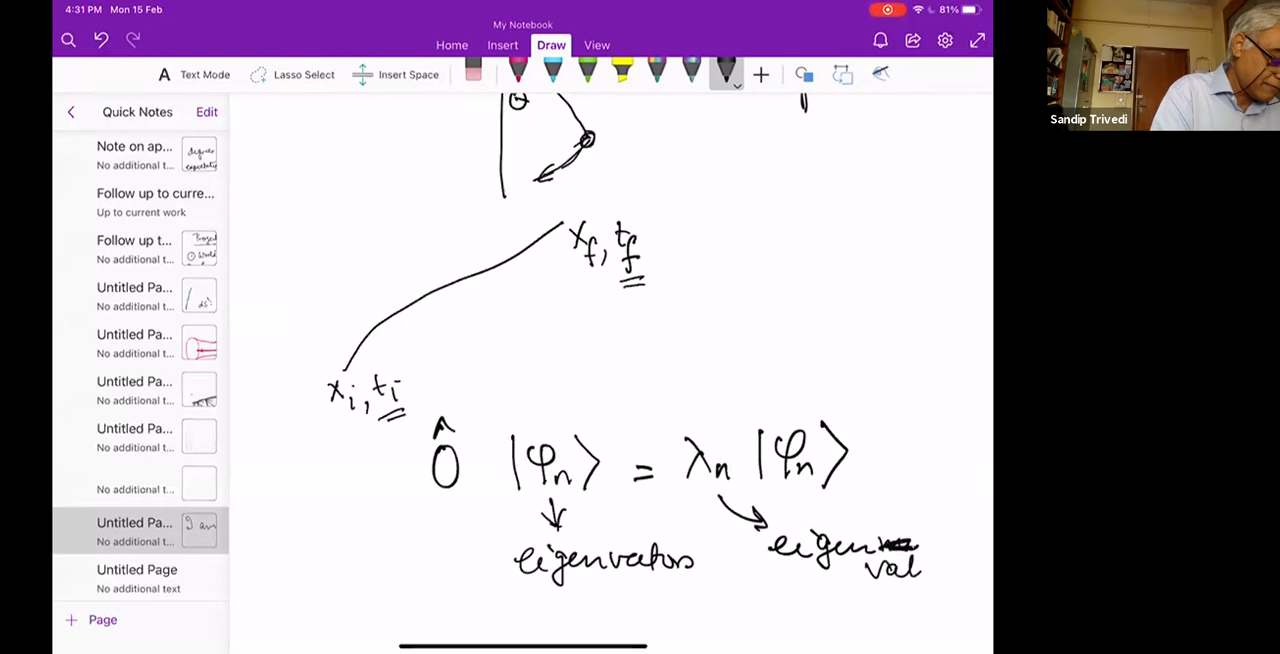 4:31 PM Mon 15 Feb
81%
My Notebook
Home Insert Draw View
Text Mode
Lasso Select
Insert Space
Quick Notes
Edit
Note on ap...
No additional t...
Follow up to curre...
Up to current work
Follow up t...
No additional t...
Untitled Pa...
No additional t...
Untitled Pa...
No additional t...
Untitled Pa...
No additional t...
Untitled Pa...
No additional t...
No additional t...
Untitled Pa...
No additional t...
Untitled Page
No additional text
+ Page
x_f, t_f
x_i, t_i
Ô |φ_n⟩ = λ_n |φ_n⟩
eigenvectors
eigen
val
Sandip Trivedi